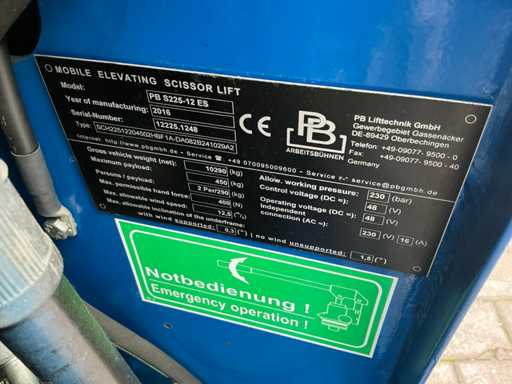 MOBILE ELEVATING SCISSOR LIFT
Model: PB S225-12 ES
Year of manufacturing: 2016
Serial-Number: 12225.1248
Type:
CE
PB
ARBEITSBÜHNEN
PB Lifttechnik GmbH
Gewerbegebiet Gassenäcker
DE-89429 Oberbechingen
Telefon: +49-09077- 9500 - 0
Fax +49-09077- 9500 - 40
Germany
Internet: http://www.pbgmbh.de - Service ☎ +49 070095009600 - Service @ service@pbgmbh.de
Gross vehicle weight (net): 10290 (kg)
Maximum payload: 450 (kg)
Persons / payload: 2 Per/290 (kg)
Max. permissible hand force: 400 (N)
Max. allowable wind speed: 12,5
Max. allowable inclination of the underframe:
with wind supported: 0,3 (°) | no wind unsupported: 1,5 (°)
Allow. working pressure: 230 (bar)
Control voltage (DC =): 48 (V)
Operating voltage (DC =): 48 (V)
Independent
connection (AC ~): 230 (V) 16 (A)
Notbedienung !
Emergency operation !